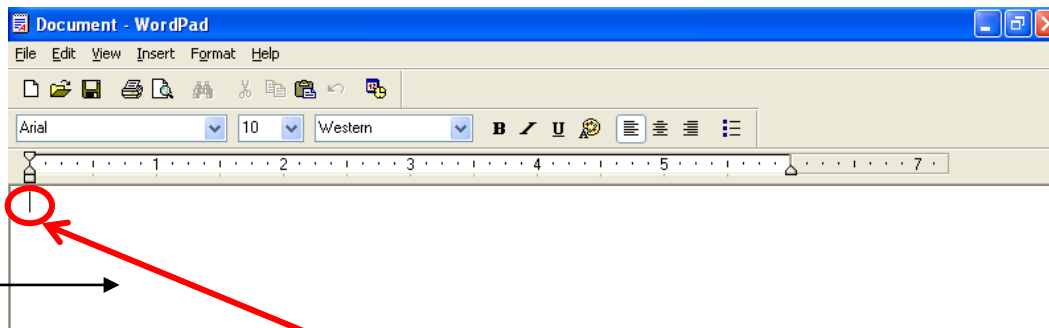 Document - WordPad
File Edit View Insert Format Help
Arial 10 Western B I U A
1 2 3 4 5 7